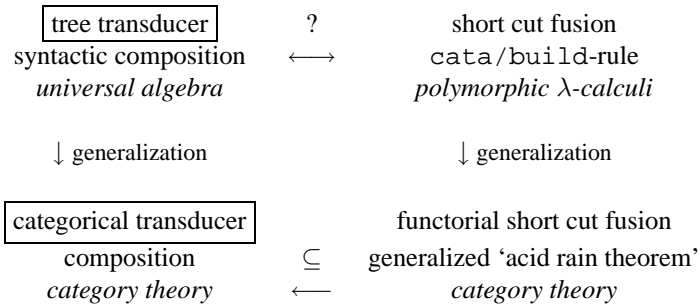 tree transducer ? short cut fusion
syntactic composition ⟷ cata/build-rule
universal algebra polymorphic λ-calculi
↓ generalization ↓ generalization
categorical transducer functorial short cut fusion
composition ⊆ generalized ‘acid rain theorem’
category theory ⟵ category theory